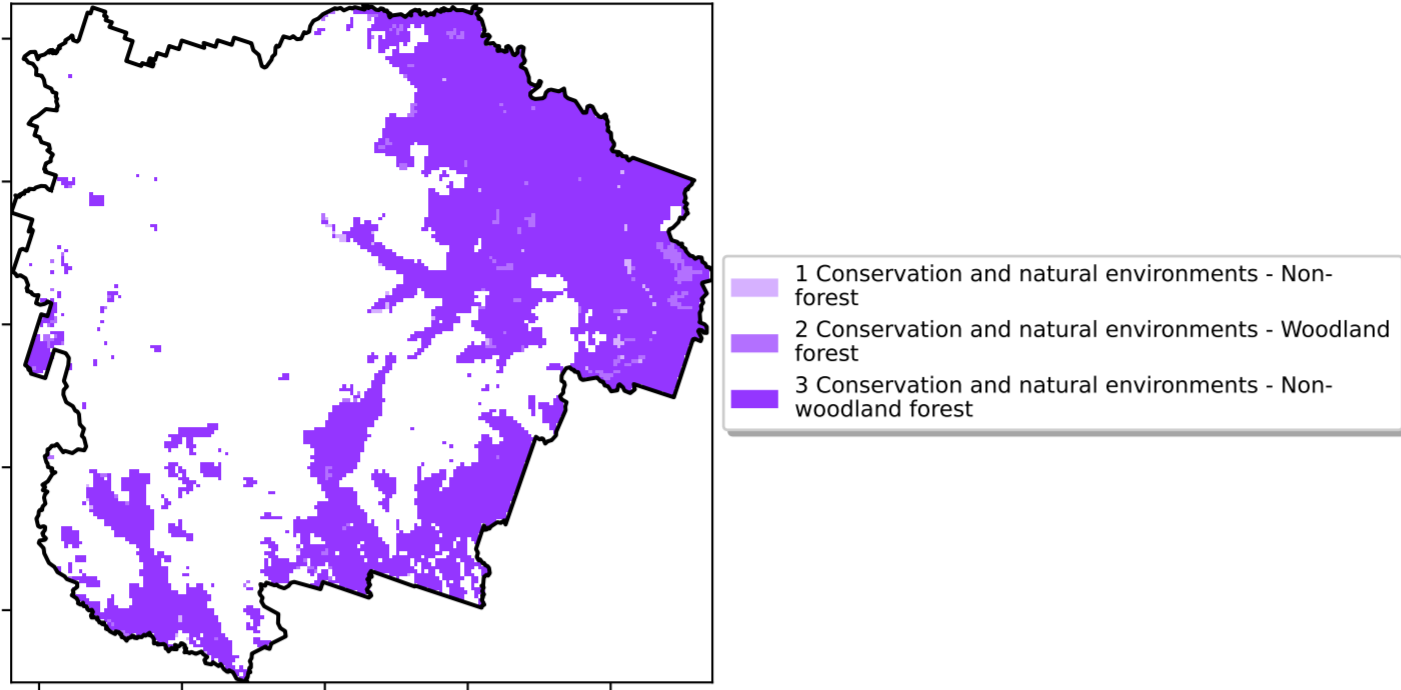 1 Conservation and natural environments - Non-
forest
2 Conservation and natural environments - Woodland
forest
3 Conservation and natural environments - Non-
woodland forest